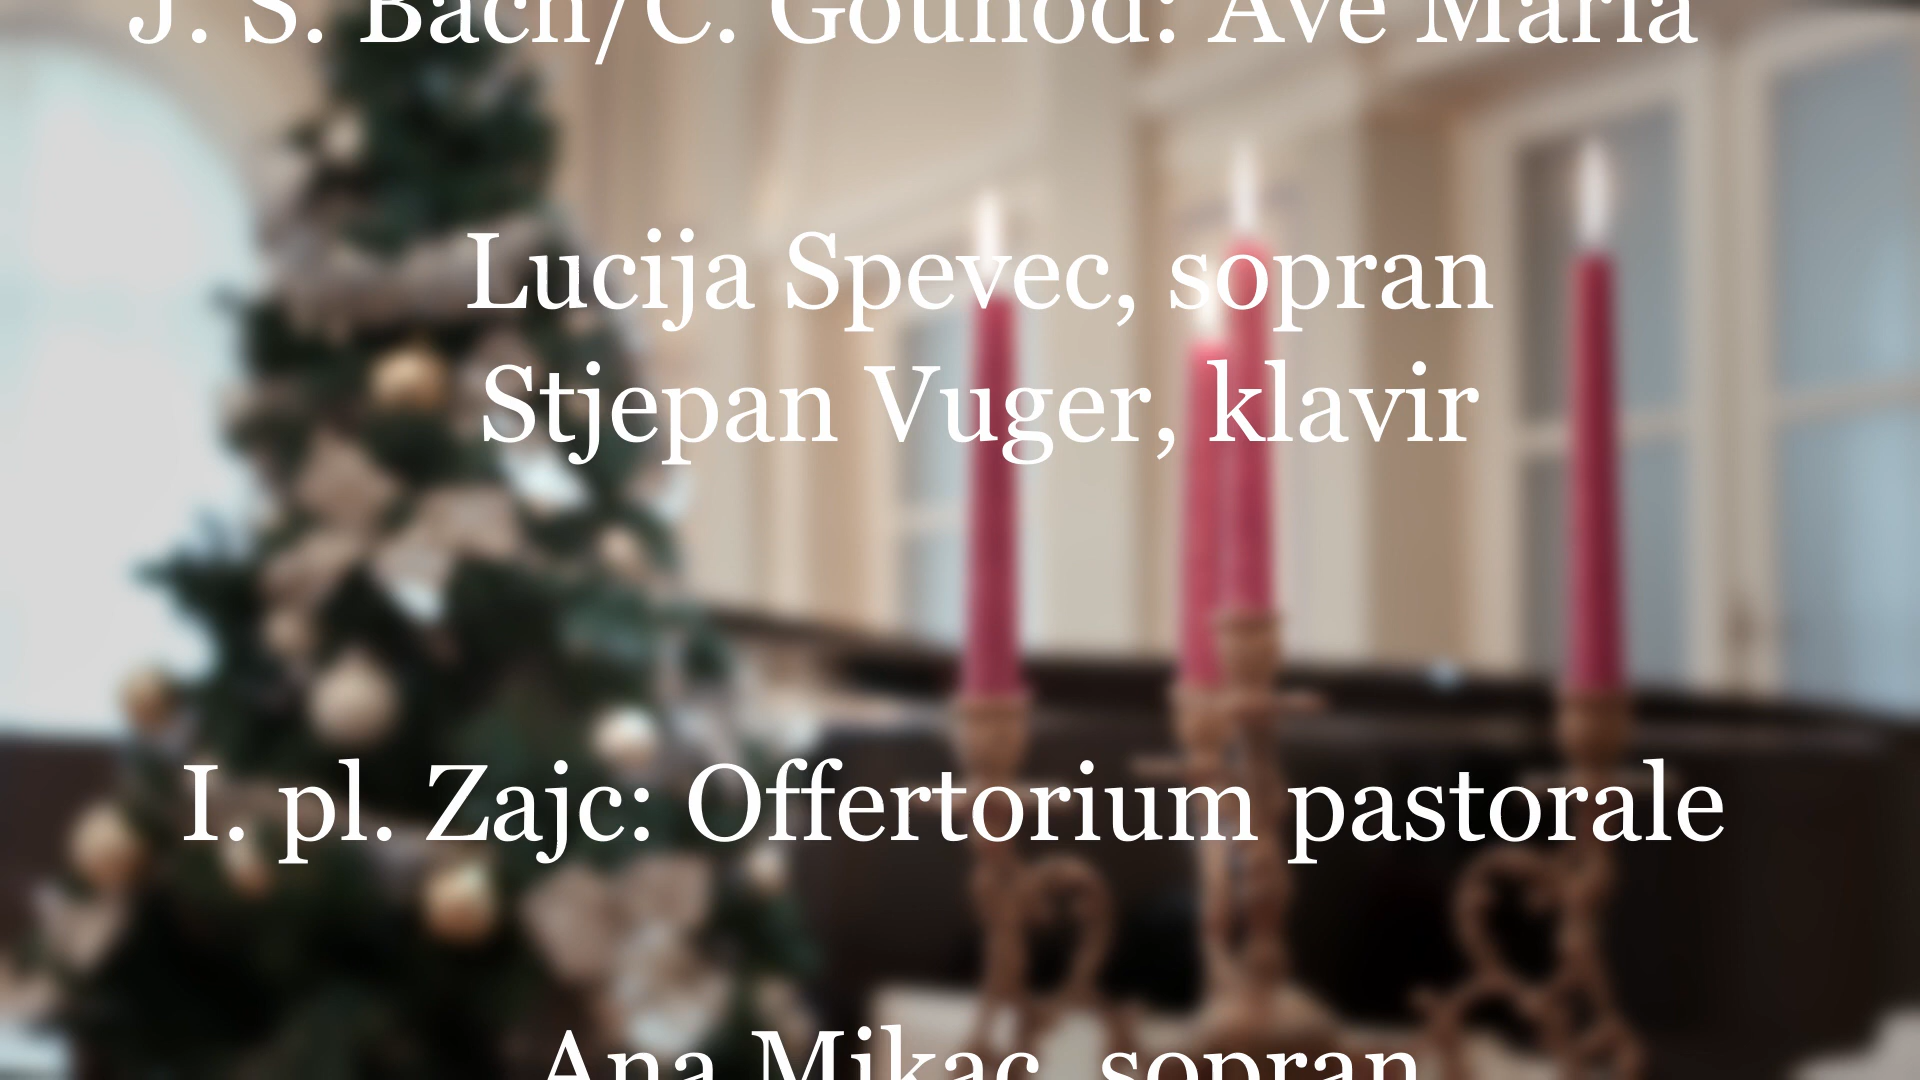 J. S. Bach/C. Gounod: Ave Maria
Lucija Spevec, sopran
Stjepan Vuger, klavir
I. pl. Zajc: Offertorium pastorale
Ana Mikac, sopran